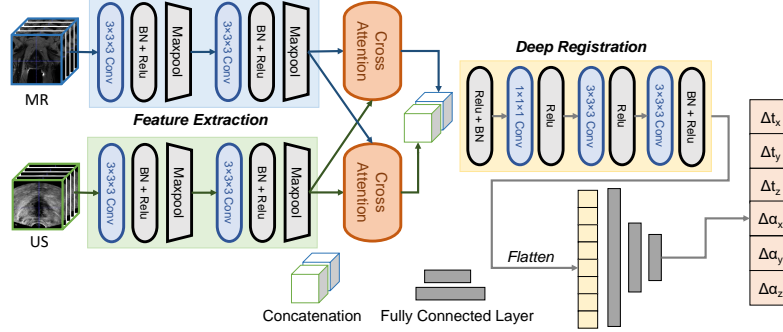 MR
3×3×3 Conv
BN + Relu
Maxpool
3×3×3 Conv
BN + Relu
Maxpool
Cross
Attention
Feature Extraction
US
3×3×3 Conv
BN + Relu
Maxpool
3×3×3 Conv
BN + Relu
Maxpool
Cross
Attention
Deep Registration
Relu + BN
1×1×1 Conv
Relu
3×3×3 Conv
Relu
3×3×3 Conv
BN + Relu
Flatten
Δtx
Δty
Δtz
Δαx
Δαy
Δαz
Concatenation
Fully Connected Layer